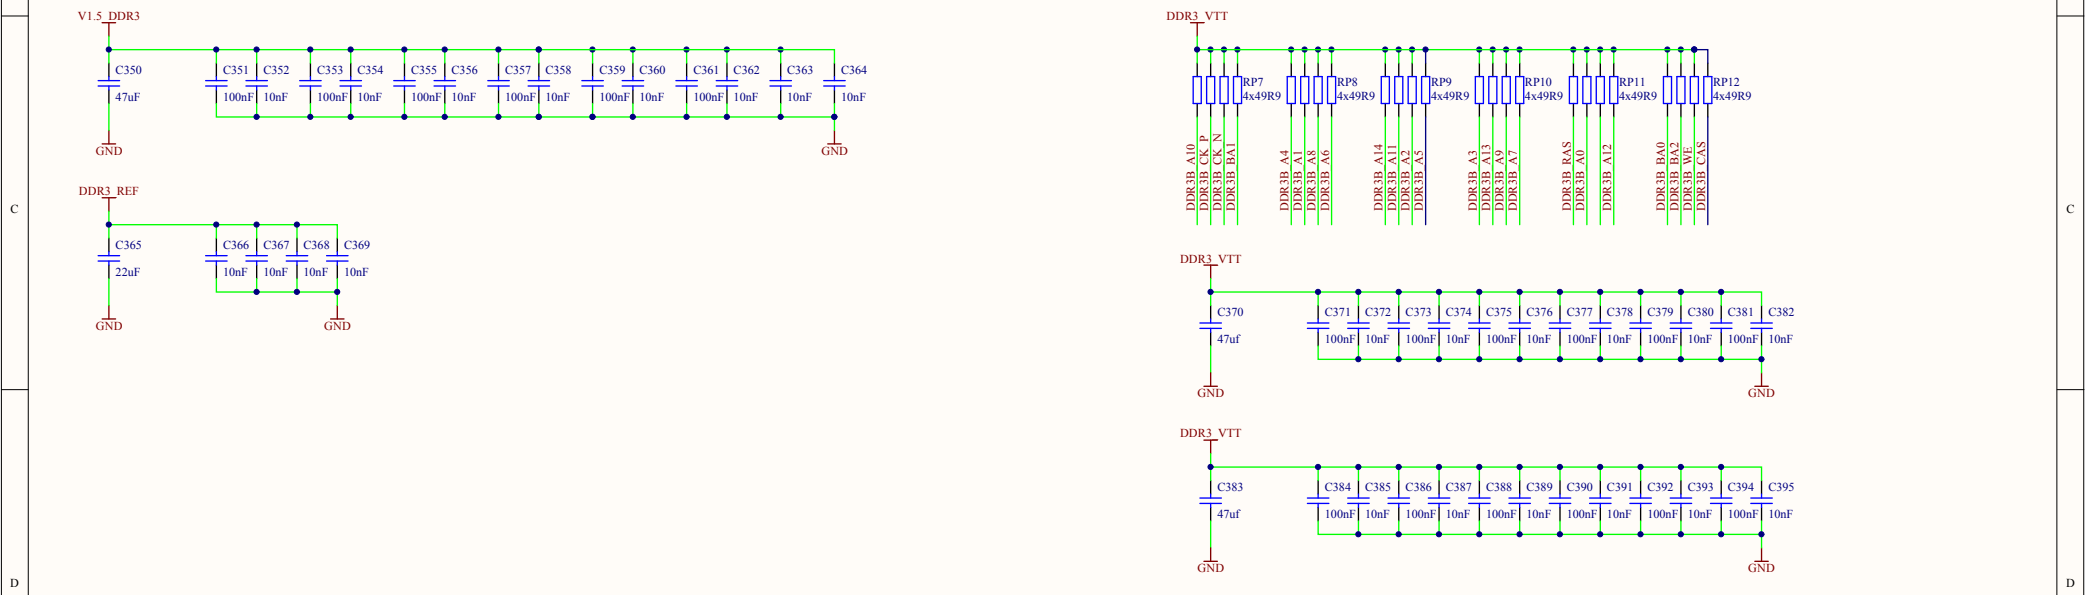 V1.5_DDR3
C350
47uF
C351
100nF
C352
10nF
C353
100nF
C354
10nF
C355
100nF
C356
10nF
C357
100nF
C358
10nF
C359
100nF
C360
10nF
C361
100nF
C362
10nF
C363
10nF
C364
10nF
GND
GND
DDR3_REF
C365
22uF
C366
10nF
C367
10nF
C368
10nF
C369
10nF
GND
GND
DDR3_VTT
RP7
4x49R9
RP8
4x49R9
RP9
4x49R9
RP10
4x49R9
RP11
4x49R9
RP12
4x49R9
DDR3B_A10
DDR3B_CK_P
DDR3B_CK_N
DDR3B_BA1
DDR3B_A4
DDR3B_A1
DDR3B_A8
DDR3B_A6
DDR3B_A14
DDR3B_A11
DDR3B_A2
DDR3B_A5
DDR3B_A3
DDR3B_A13
DDR3B_A9
DDR3B_A7
DDR3B_RAS
DDR3B_A0
DDR3B_A12
DDR3B_BA0
DDR3B_BA2
DDR3B_WE
DDR3B_CAS
DDR3_VTT
C370
47uf
C371
100nF
C372
10nF
C373
100nF
C374
10nF
C375
100nF
C376
10nF
C377
100nF
C378
10nF
C379
100nF
C380
10nF
C381
100nF
C382
10nF
GND
GND
DDR3_VTT
C383
47uf
C384
100nF
C385
10nF
C386
100nF
C387
10nF
C388
100nF
C389
10nF
C390
100nF
C391
10nF
C392
100nF
C393
10nF
C394
100nF
C395
10nF
GND
GND
C
C
D
D